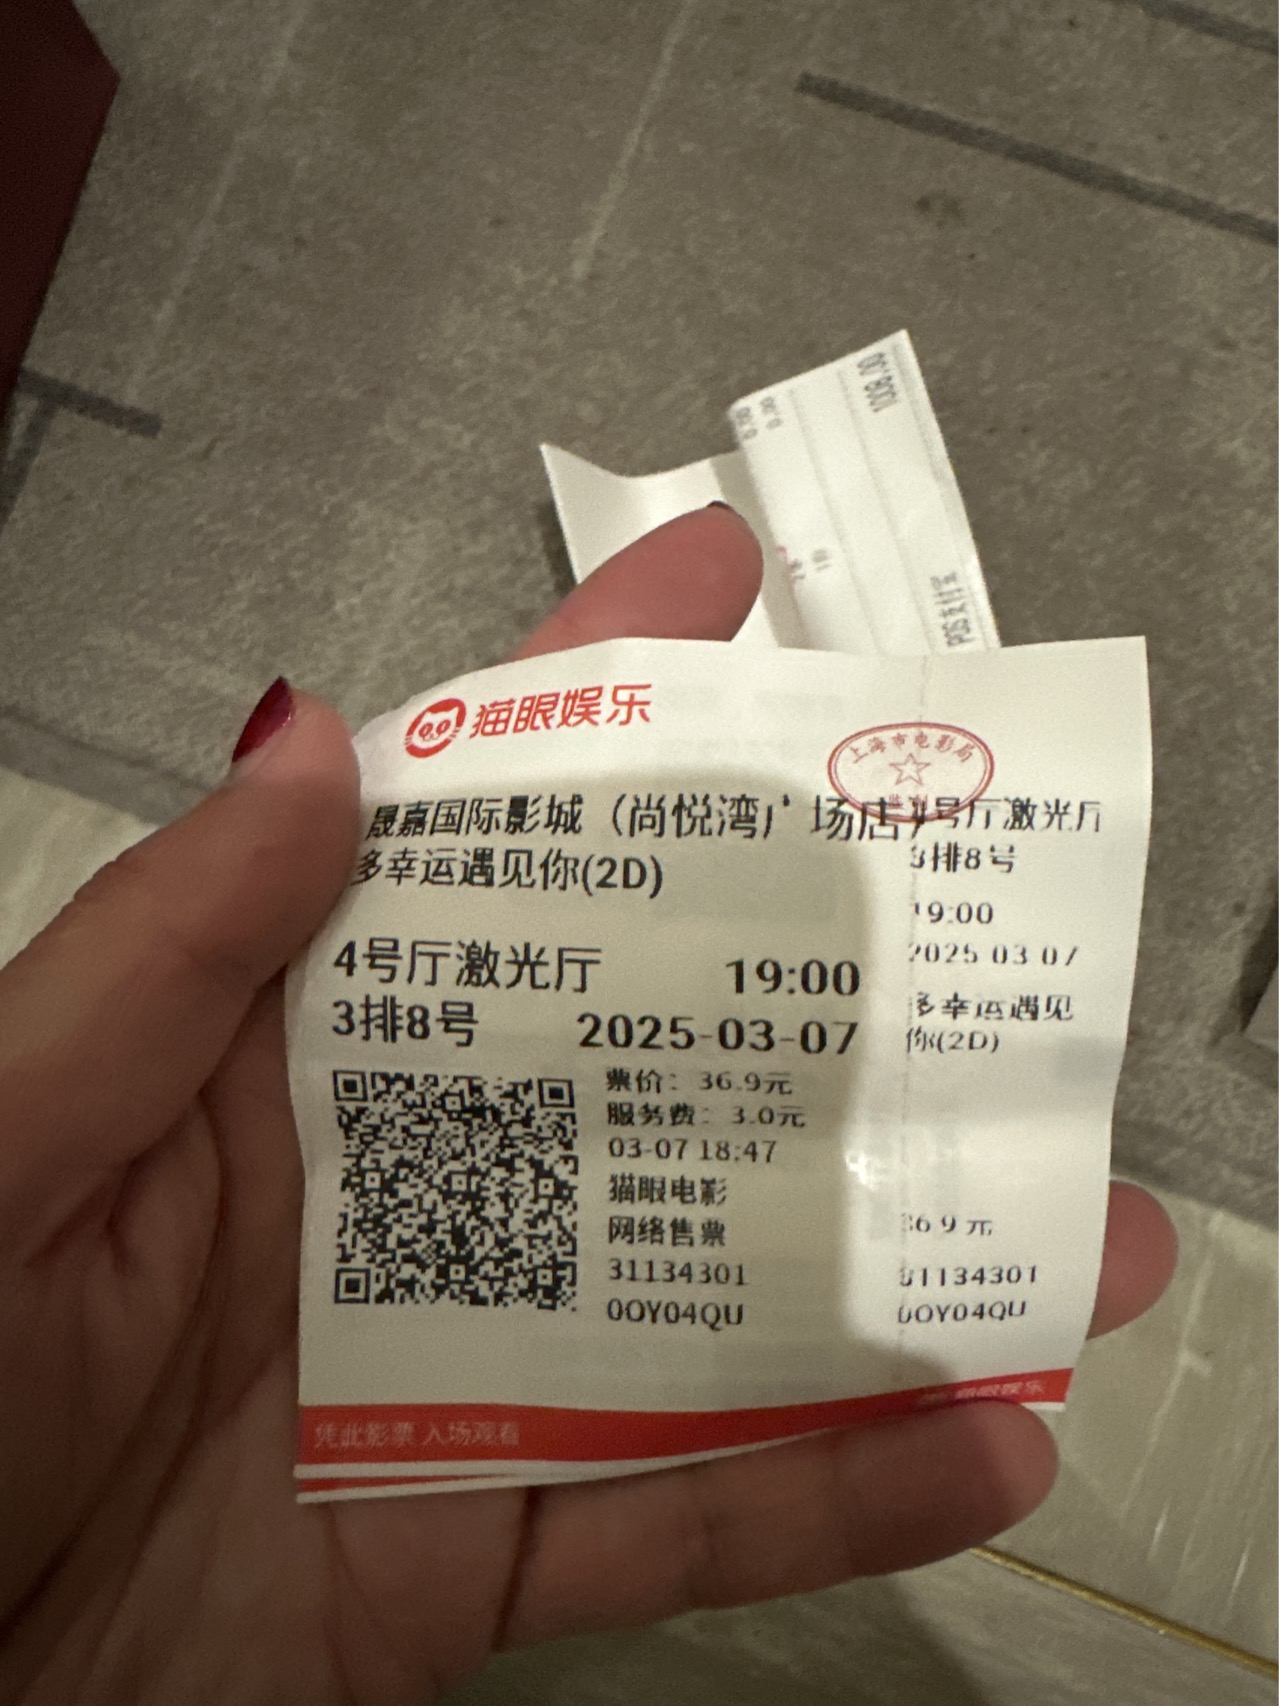 1008.00
0.00
0.00
POS支付宝
猫眼娱乐
上海市电影局
晟嘉国际影城（尚悦湾广场店）
多幸运遇见你(2D)
4号厅激光厅
19:00
3排8号
2025-03-07
票价：36.9元
服务费：3.0元
03-07 18:47
猫眼电影
网络售票
31134301
0OY04QU
凭此影票 入场观看
4号厅激光厅
3排8号
19:00
2025-03-07
多幸运遇见
你(2D)
36.9元
31134301
0OY04QU
猫眼娱乐